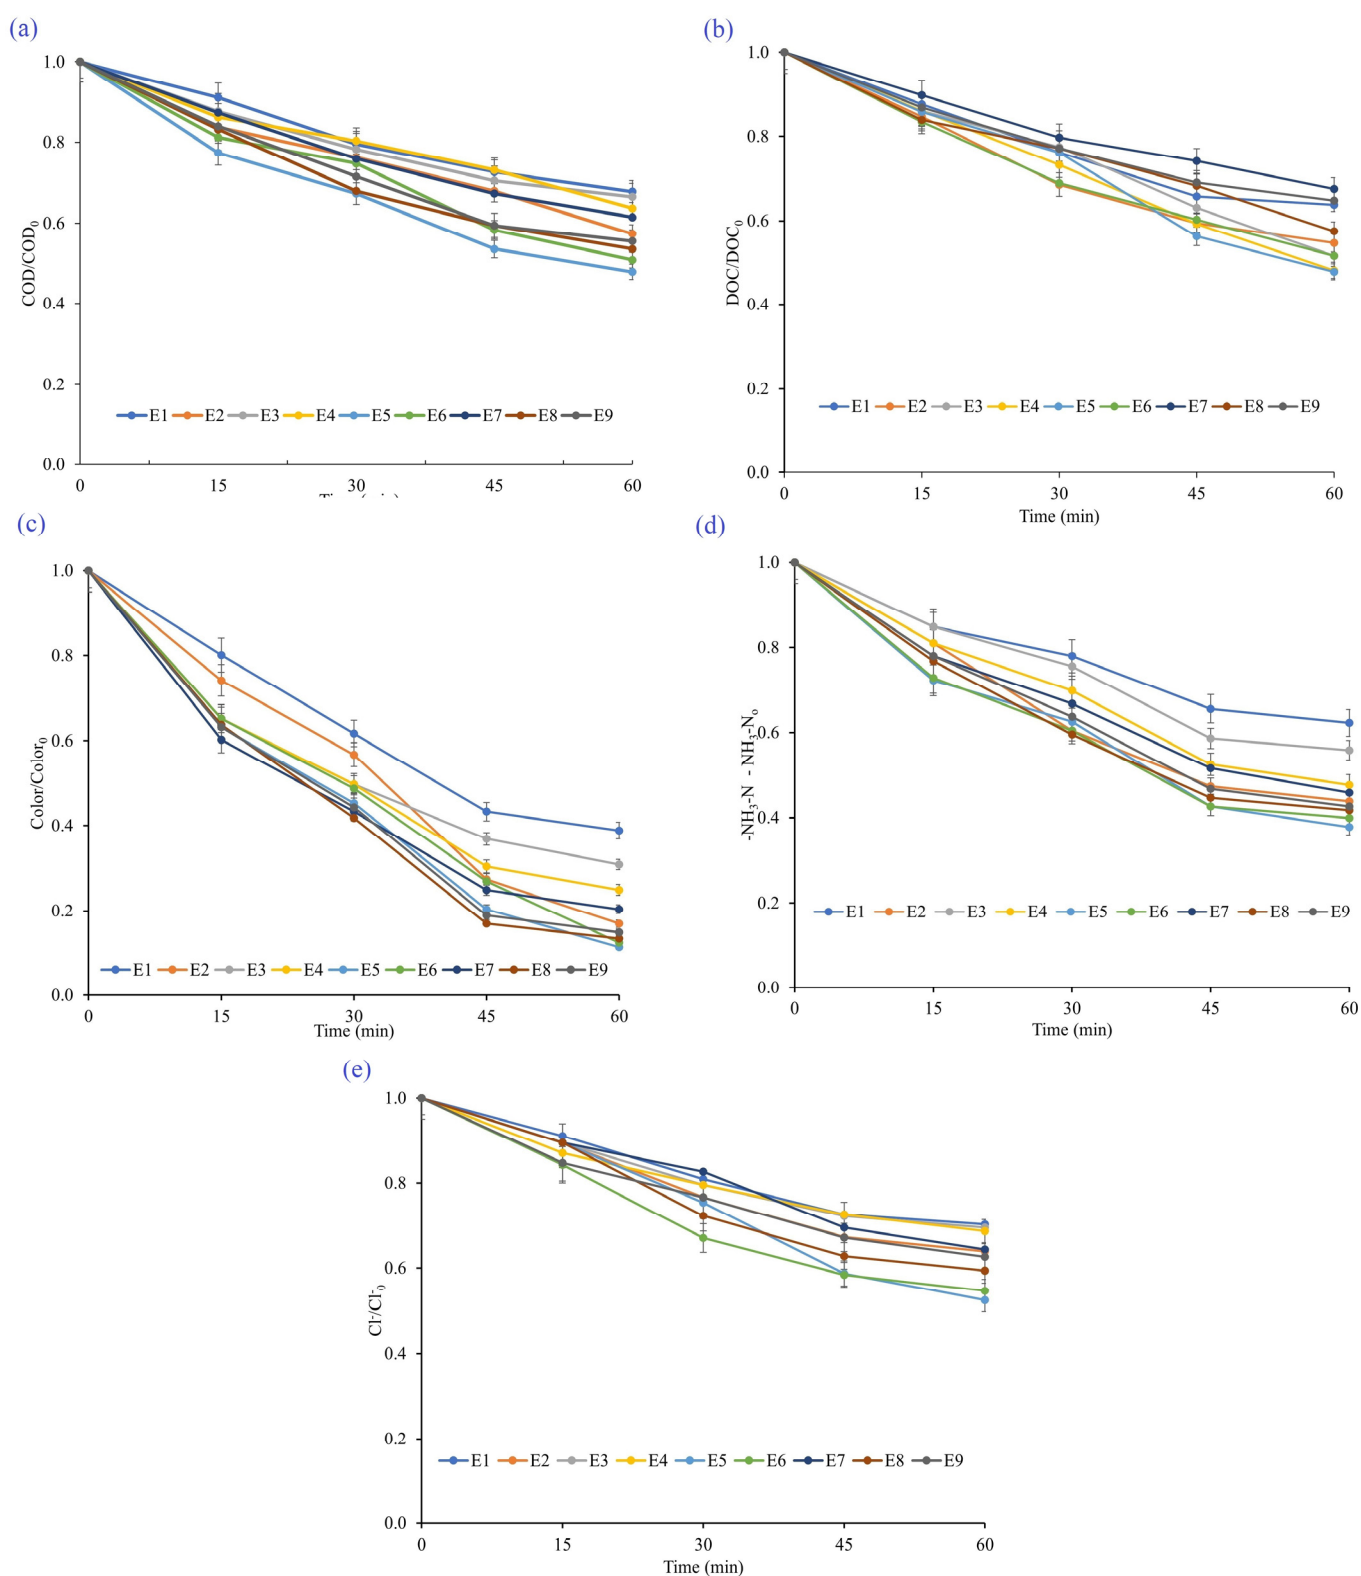 (a)
1.0
0.8
0.6
0.4
0.2
0.0
COD/COD₀
E1 E2 E3 E4 E5 E6 E7 E8 E9
0 15 30 45 60
(b)
1.0
0.8
0.6
0.4
0.2
0.0
DOC/DOC₀
E1 E2 E3 E4 E5 E6 E7 E8 E9
0 15 30 45 60
Time (min)
(c)
1.0
0.8
0.6
0.4
0.2
0.0
Color/Color₀
E1 E2 E3 E4 E5 E6 E7 E8 E9
0 15 30 45 60
Time (min)
(d)
1.0
0.8
0.6
0.4
0.2
0.0
-NH₃-N - NH₃-Nₒ
E1 E2 E3 E4 E5 E6 E7 E8 E9
0 15 30 45 60
Time (min)
(e)
1.0
0.8
0.6
0.4
0.2
0.0
Cl⁻/Cl⁻₀
E1 E2 E3 E4 E5 E6 E7 E8 E9
0 15 30 45 60
Time (min)